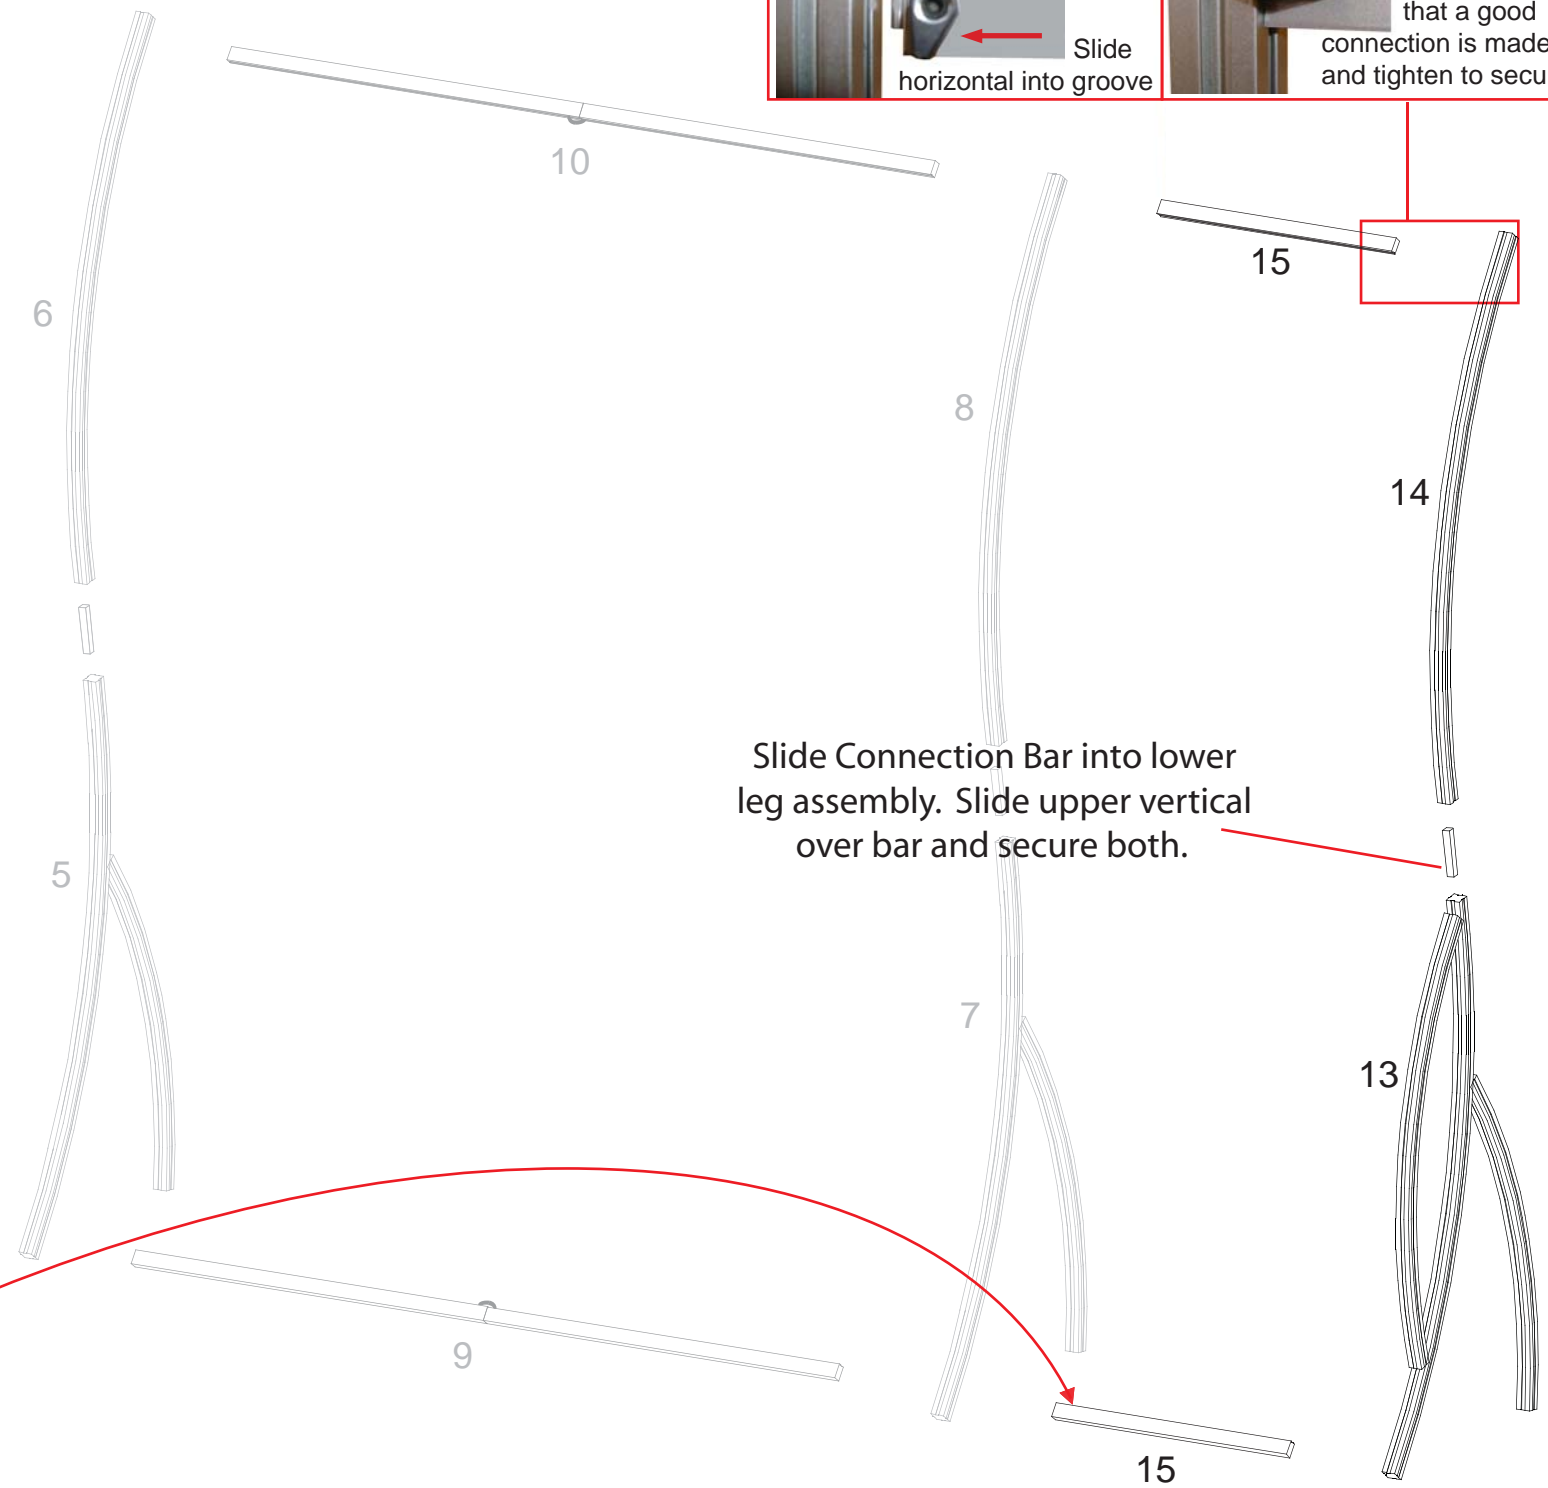 Slide
horizontal into groove
that a good
connection is made
and tighten to secu
10
15
6
8
14
Slide Connection Bar into lower
leg assembly. Slide upper vertical
over bar and secure both.
5
7
13
9
15